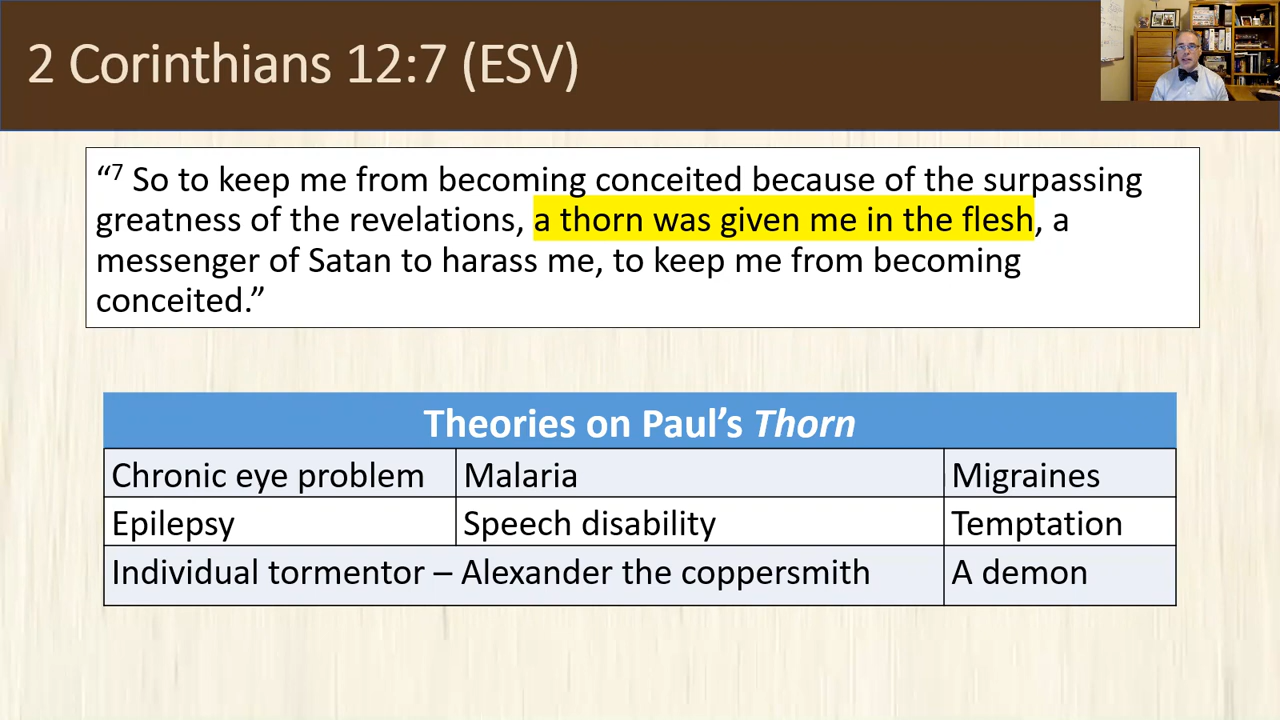 2 Corinthians 12:7 (ESV)
“7 So to keep me from becoming conceited because of the surpassing
greatness of the revelations, a thorn was given me in the flesh, a
messenger of Satan to harass me, to keep me from becoming
conceited.”
Theories on Paul’s Thorn
Chronic eye problem Malaria Migraines
Epilepsy Speech disability Temptation
Individual tormentor – Alexander the coppersmith A demon